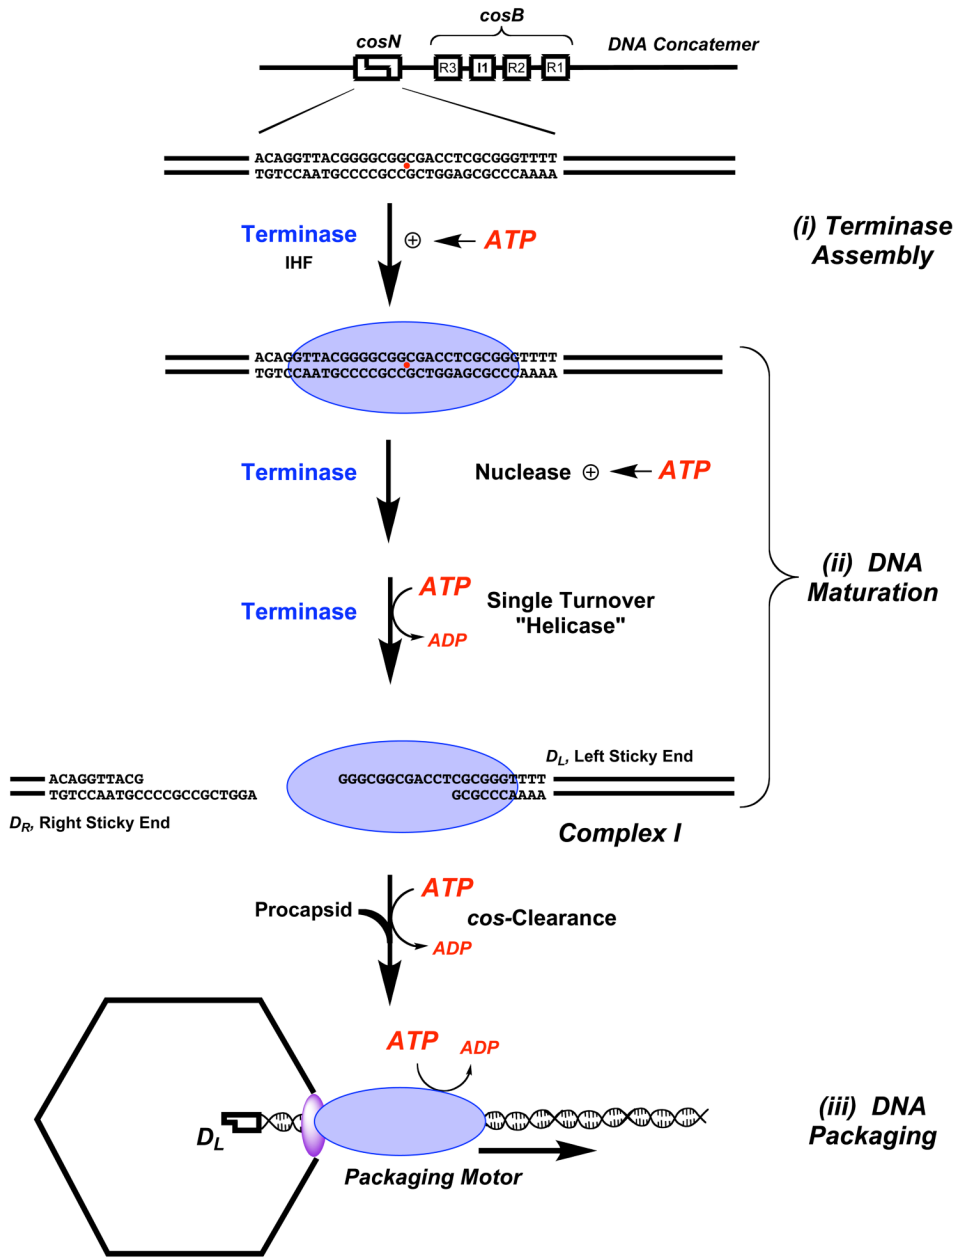 cosB
cosN
DNA Concatemer
R3
I1
R2
R1
ACAGGTTACGGGGCGGCGACCTCGCGGGTTTT
TGTCCAATGCCCCGCCGCTGGAGCGCCCAAAA
Terminase
IHF
⊕
ATP
(i) Terminase
Assembly
ACAGGTTACGGGGCGGCGACCTCGCGGGTTTT
TGTCCAATGCCCCGCCGCTGGAGCGCCCAAAA
Terminase
Nuclease ⊕
ATP
(ii) DNA
Maturation
Terminase
ATP
ADP
Single Turnover
"Helicase"
DL, Left Sticky End
ACAGGTTACG
TGTCCAATGCCCCGCCGCTGGA
GGGCGGCGACCTCGCGGGTTTT
GCGCCCAAAA
DR, Right Sticky End
Complex I
Procapsid
ATP
ADP
cos-Clearance
ATP
ADP
DL
Packaging Motor
(iii) DNA
Packaging